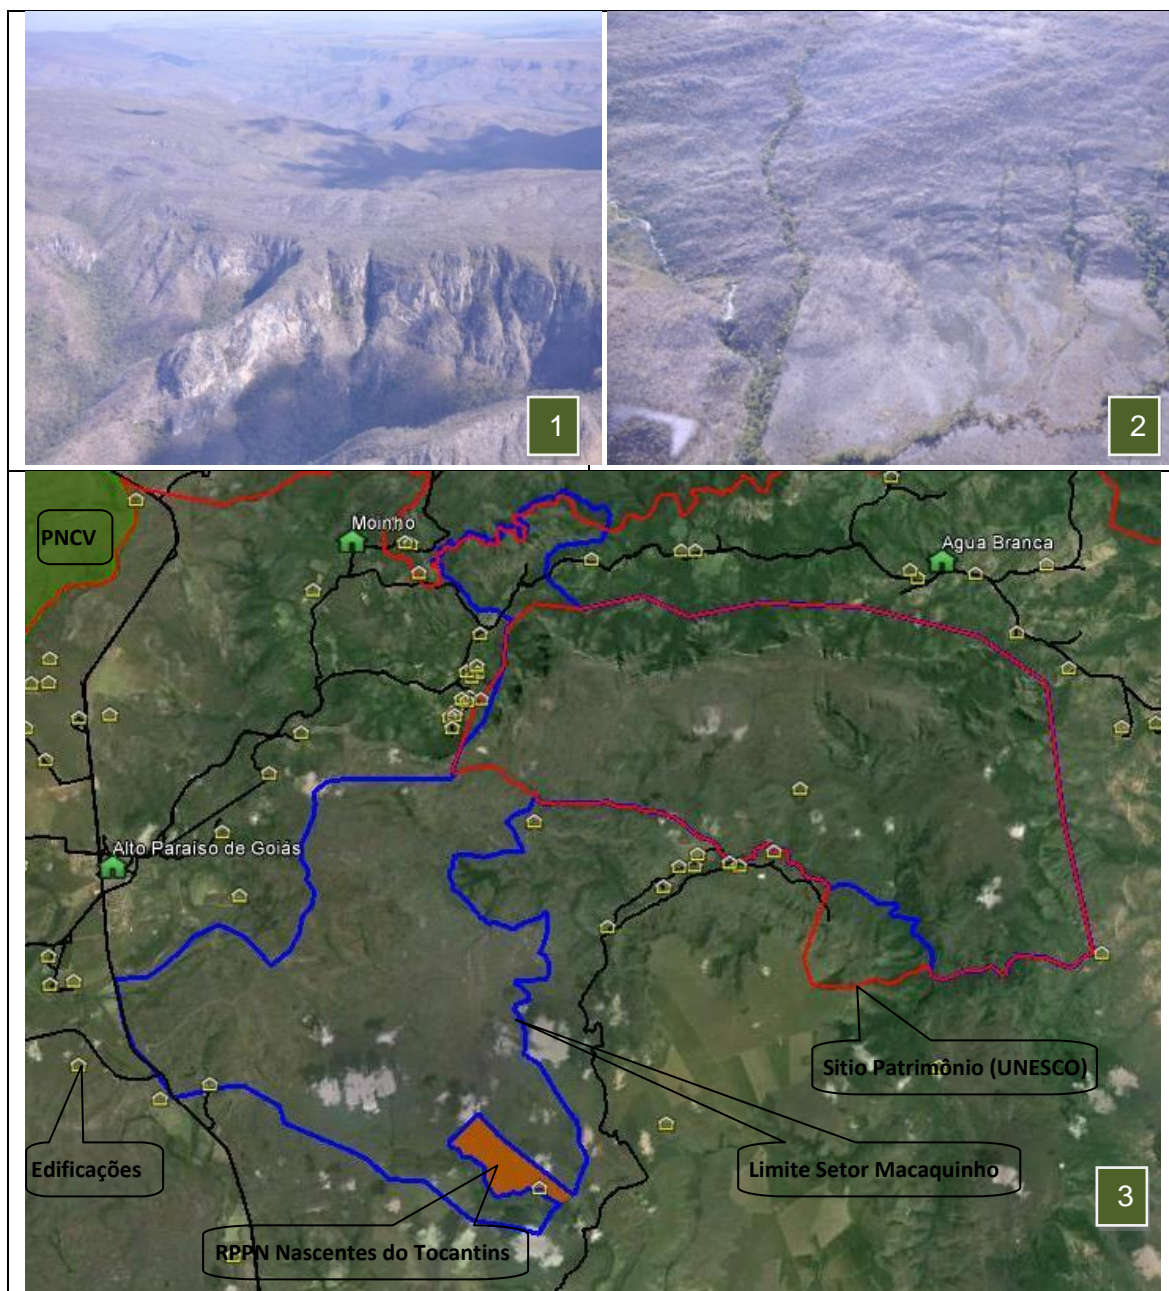 1
2
PNCV
Moinho
Agua Branca
Alto Paraiso de Goiás
Sitio Patrimônio (UNESCO)
Edificações
Limite Setor Macaquinho
3
RPPN Nascentes do Tocantins